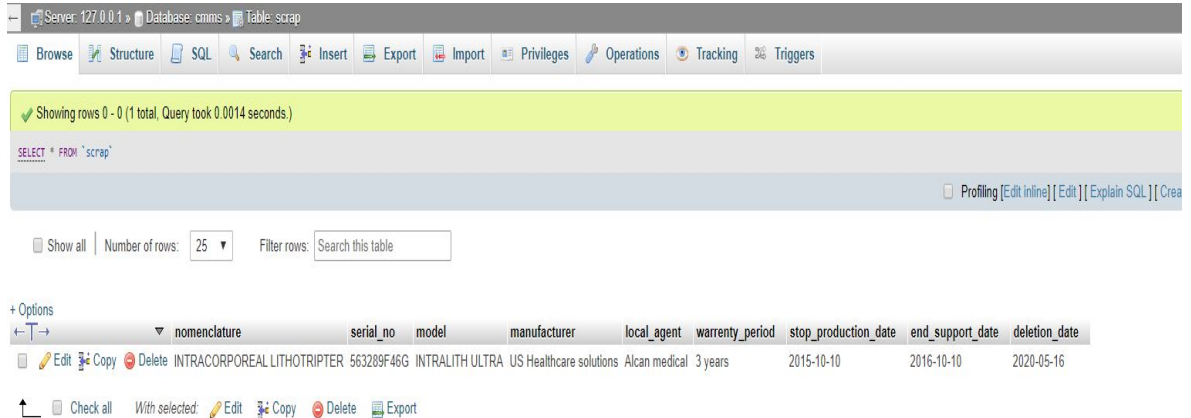 ← Server: 127.0.0.1 » Database: cmms » Table: scrap
Browse Structure SQL Search Insert Export Import Privileges Operations Tracking Triggers
Showing rows 0 - 0 (1 total, Query took 0.0014 seconds.)
SELECT * FROM `scrap`
Profiling [Edit inline] [ Edit ] [ Explain SQL ] [ Crea
Show all | Number of rows: 25 Filter rows: Search this table
+ Options
←T→ nomenclature serial_no model manufacturer local_agent warrenty_period stop_production_date end_support_date deletion_date
Edit Copy Delete INTRACORPOREAL LITHOTRIPTER 563289F46G INTRALITH ULTRA US Healthcare solutions Alcan medical 3 years 2015-10-10 2016-10-10 2020-05-16
Check all With selected: Edit Copy Delete Export